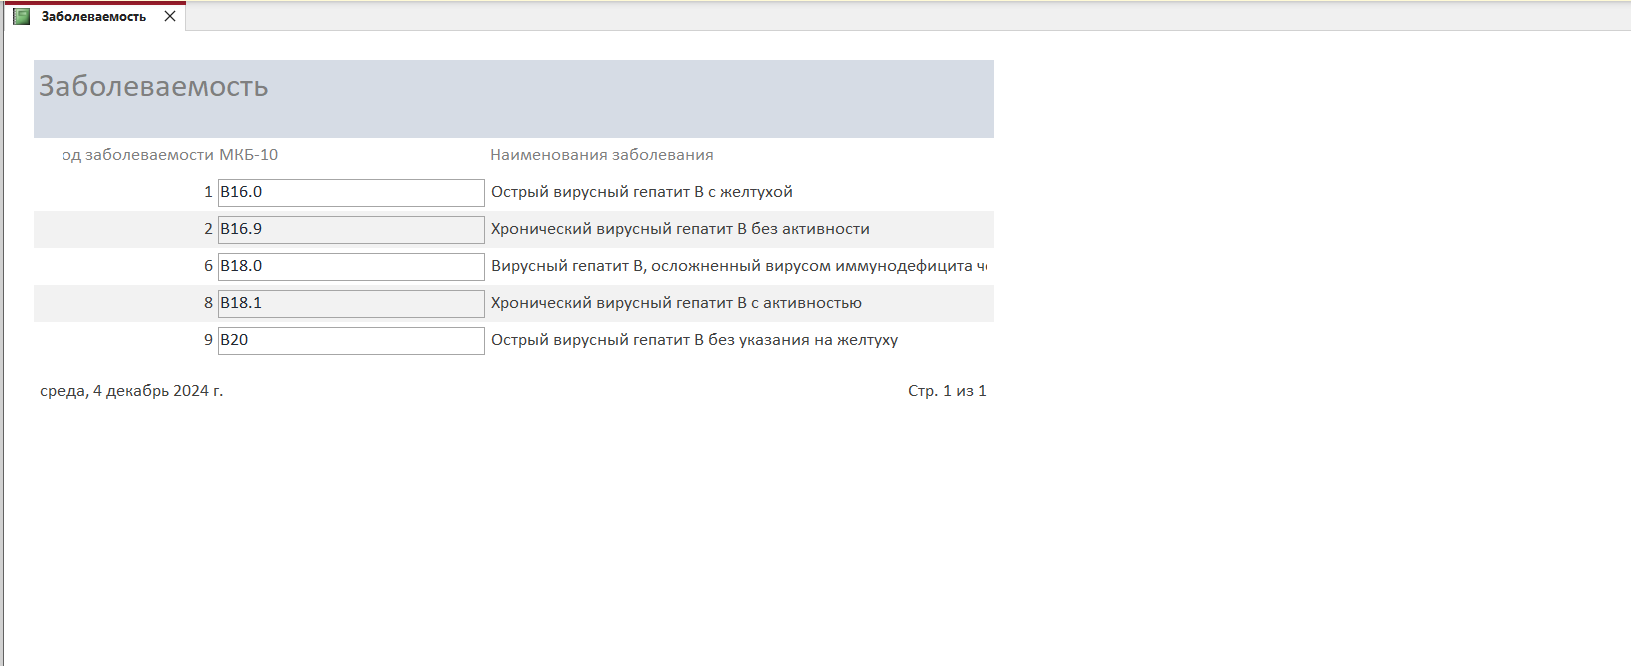 Заболеваемость
Заболеваемость
од заболеваемости МКБ-10 Наименования заболевания
1 B16.0 Острый вирусный гепатит B с желтухой
2 B16.9 Хронический вирусный гепатит B без активности
6 B18.0 Вирусный гепатит B, осложненный вирусом иммунодефицита че
8 B18.1 Хронический вирусный гепатит B с активностью
9 B20 Острый вирусный гепатит B без указания на желтуху
среда, 4 декабрь 2024 г. Стр. 1 из 1